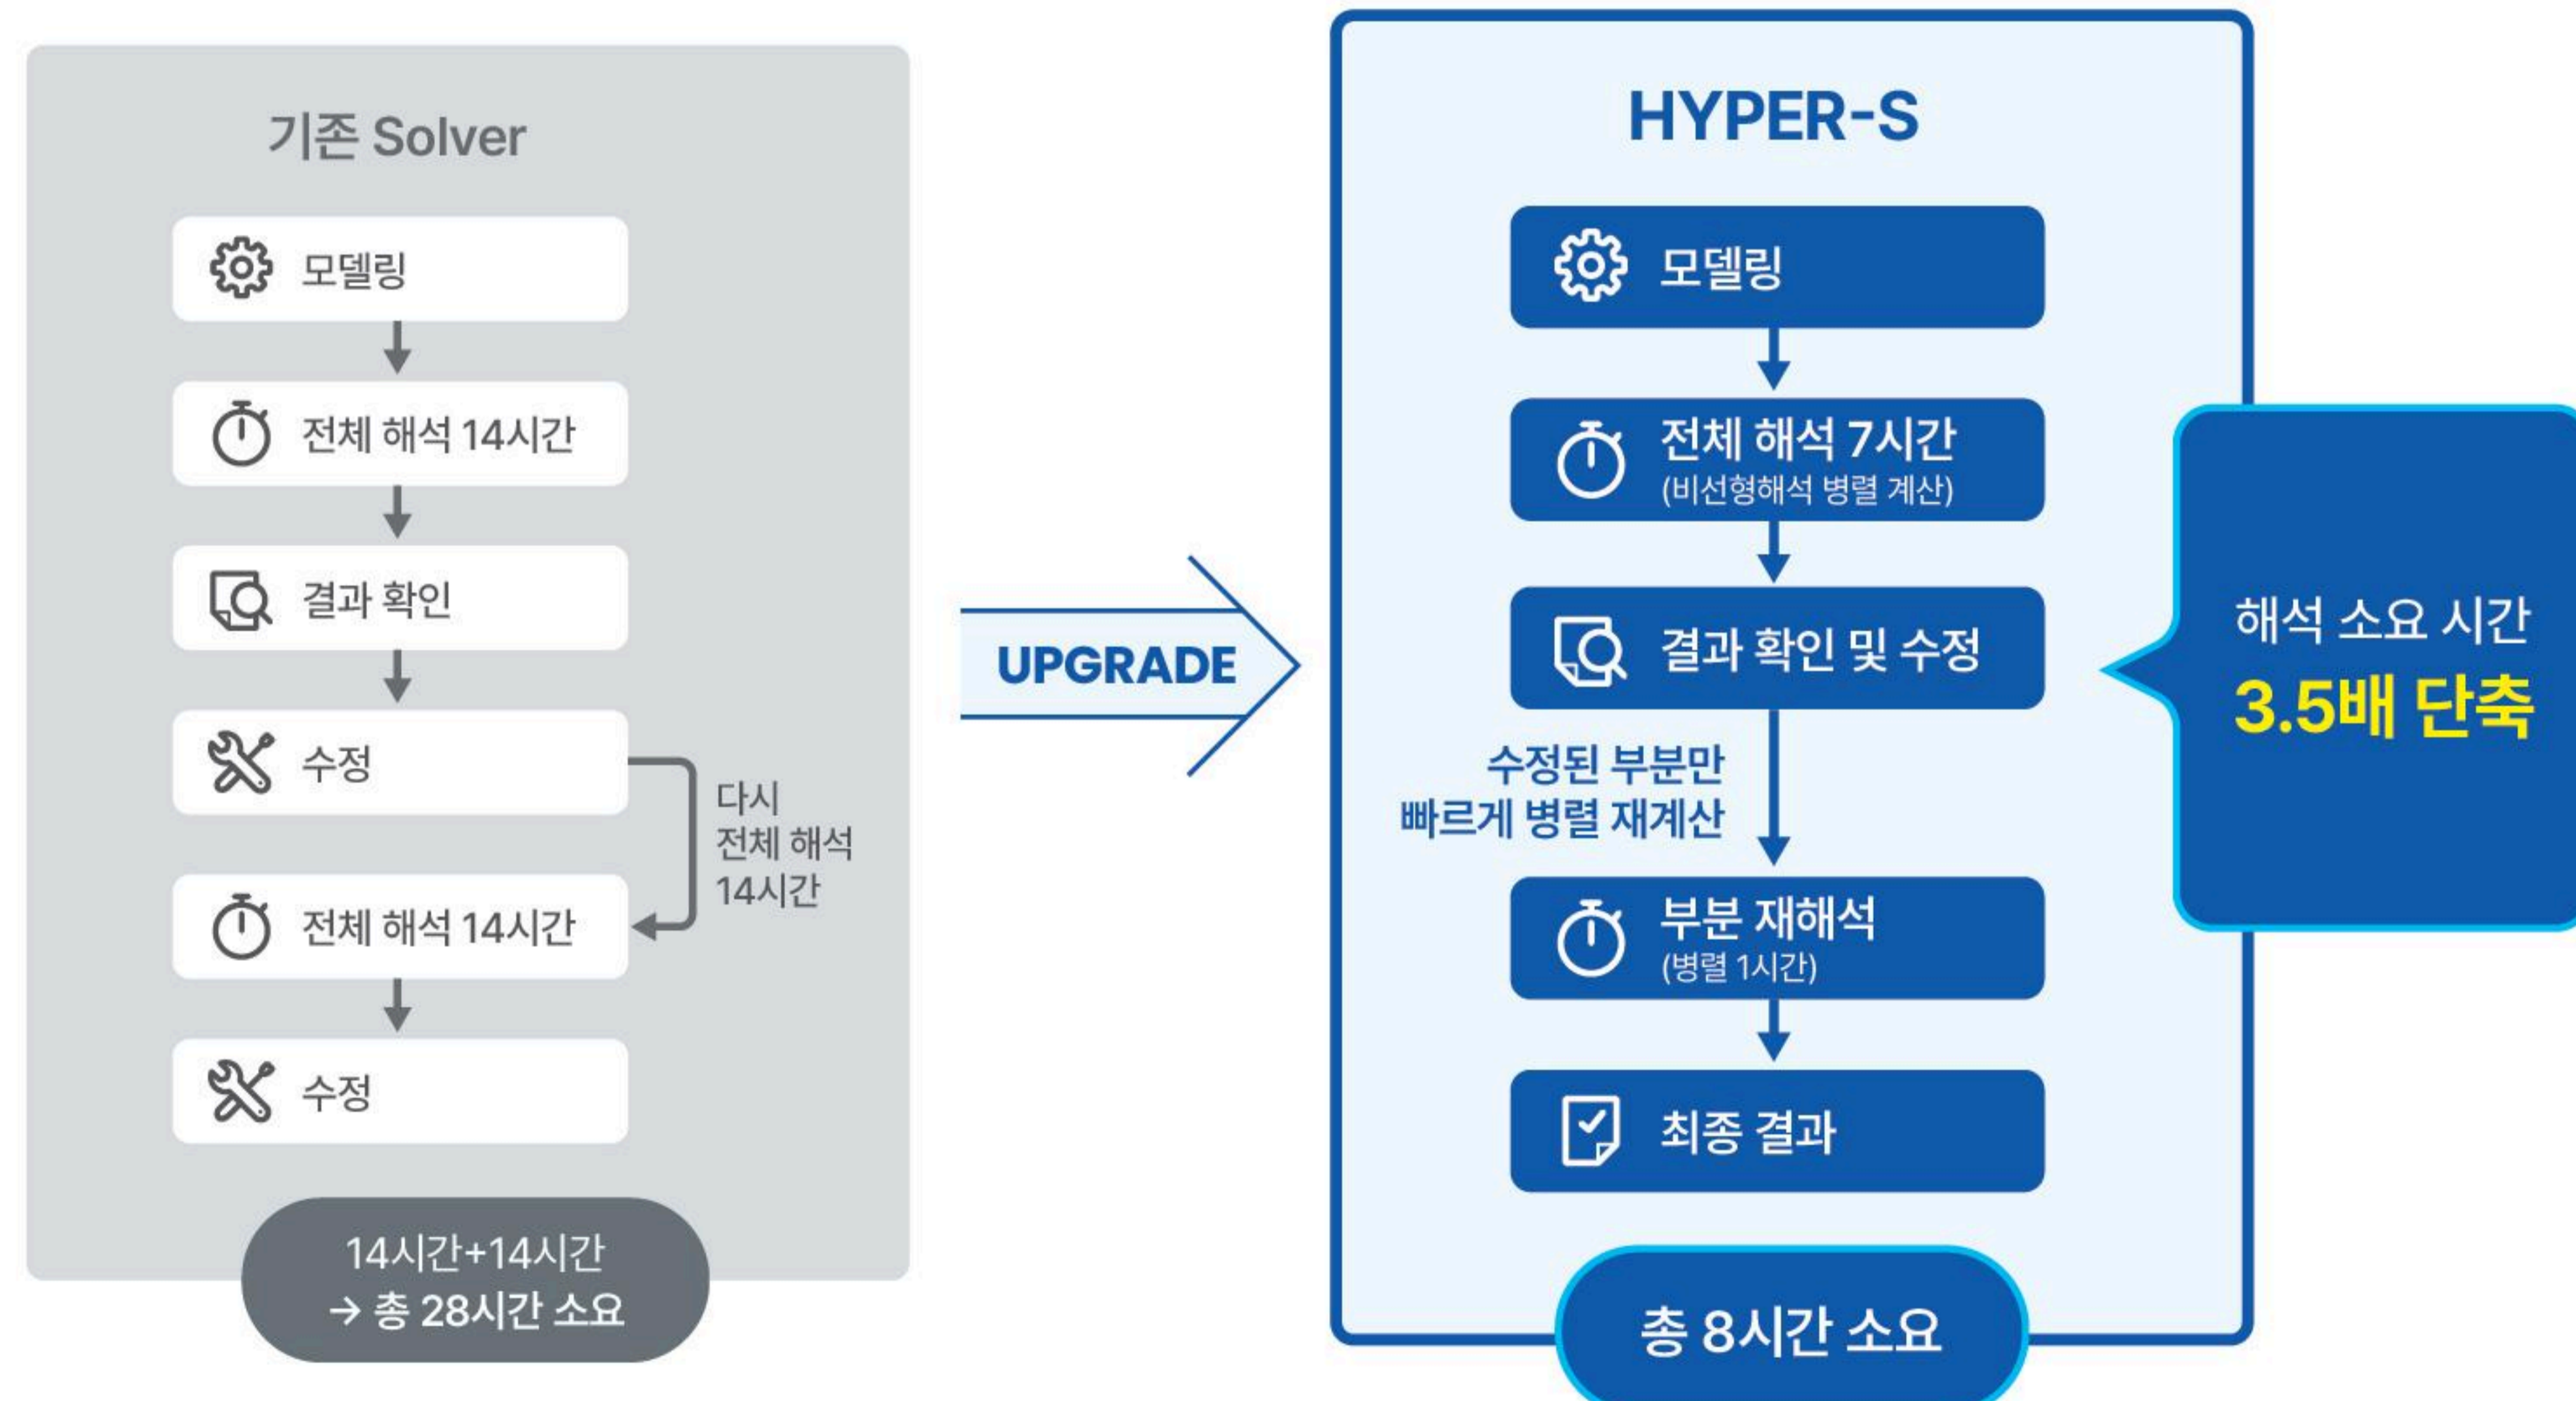 기존 Solver
모델링
전체 해석 14시간
결과 확인
수정
다시
전체 해석
14시간
전체 해석 14시간
수정
14시간+14시간
→ 총 28시간 소요
UPGRADE
HYPER-S
모델링
전체 해석 7시간
(비선형해석 병렬 계산)
결과 확인 및 수정
수정된 부분만
빠르게 병렬 재계산
부분 재해석
(병렬 1시간)
최종 결과
총 8시간 소요
해석 소요 시간
3.5배 단축